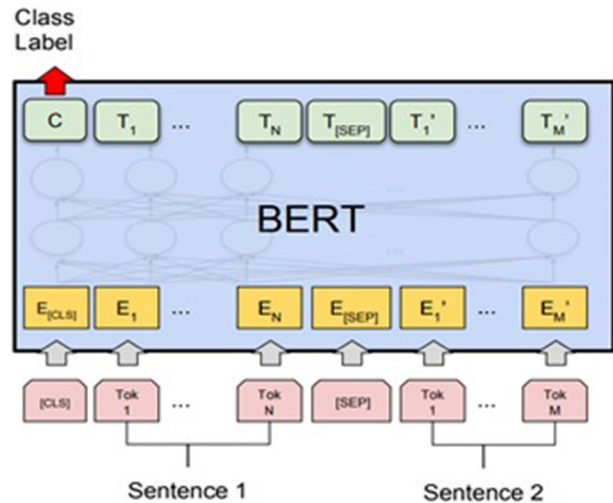 Class
Label
C T1 ... TN T[SEP] T1' ... TM'
...
BERT
...
E[CLS] E1 ... EN E[SEP] E1' ... EM'
[CLS] Tok 1 ... Tok N [SEP] Tok 1 ... Tok M
Sentence 1 Sentence 2